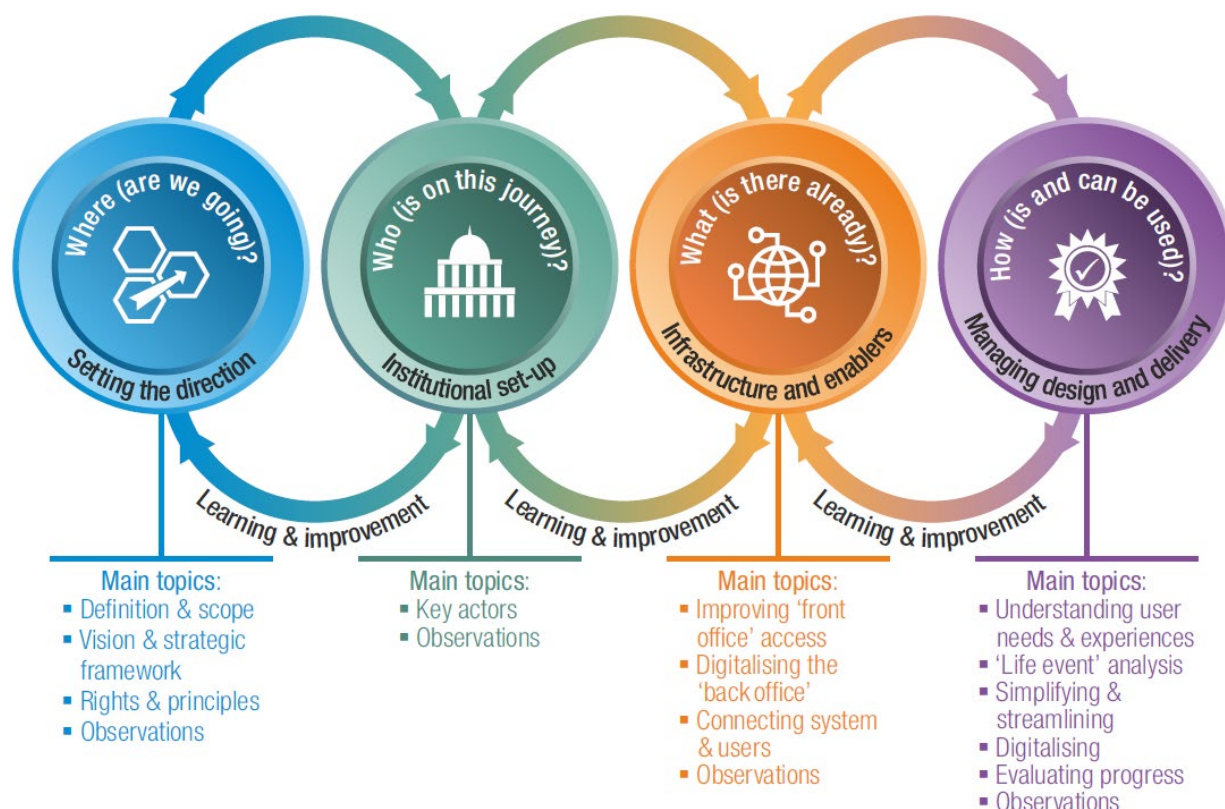 Where (are we going)?
Setting the direction
Who (is on this journey)?
Institutional set-up
What (is there already)?
Infrastructure and enablers
How (is and can be used)?
Managing design and delivery
Learning & improvement
Learning & improvement
Learning & improvement
Main topics:
▪ Definition & scope
▪ Vision & strategic
framework
▪ Rights & principles
▪ Observations
Main topics:
▪ Key actors
▪ Observations
Main topics:
▪ Improving ‘front
office’ access
▪ Digitalising the
‘back office’
▪ Connecting system
& users
▪ Observations
Main topics:
▪ Understanding user
needs & experiences
▪ ‘Life event’ analysis
▪ Simplifying &
streamlining
▪ Digitalising
▪ Evaluating progress
▪ Observations